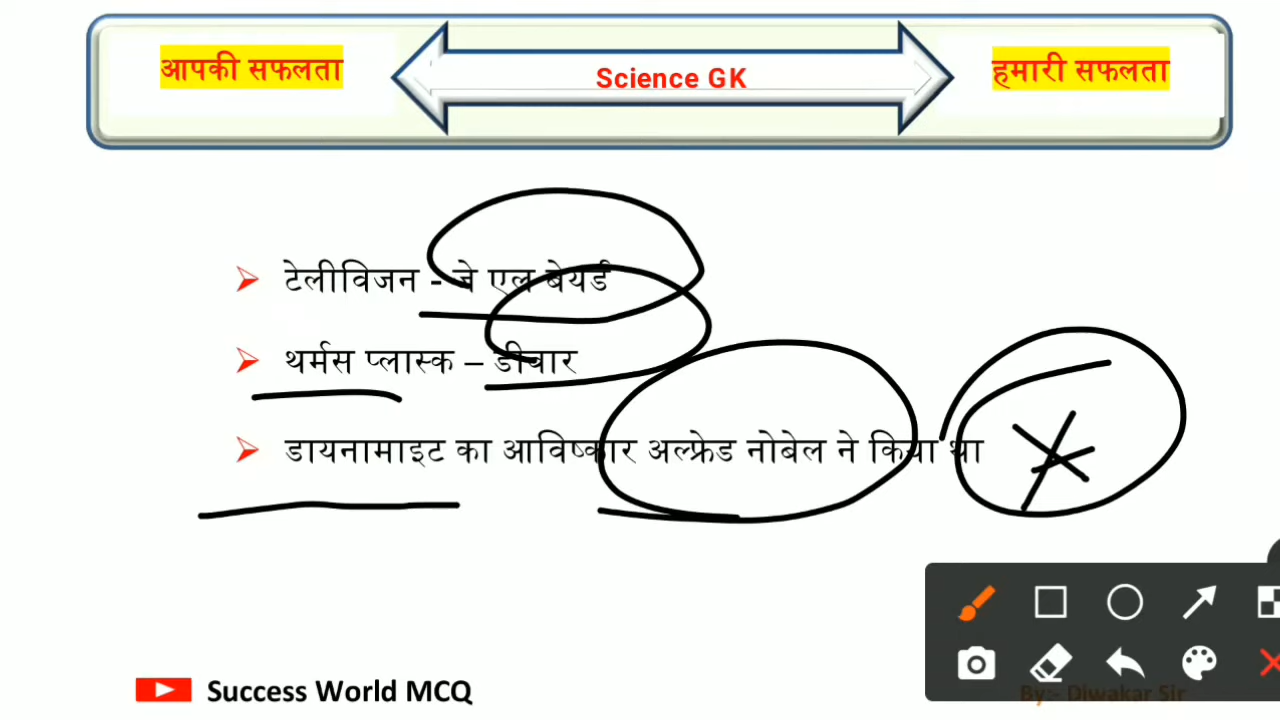 आपकी सफलता
Science GK
हमारी सफलता
टेलीविजन - जे एल बेयर्ड
थर्मस प्लास्क – डीवार
डायनामाइट का आविष्कार अल्फ्रेड नोबेल ने किया था
Success World MCQ
By:- Diwakar Sir